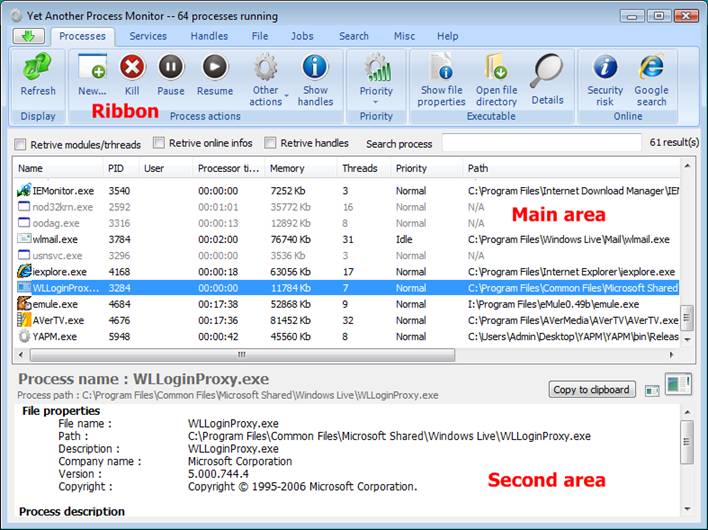 Yet Another Process Monitor -- 64 processes running
Processes Services Handles File Jobs Search Misc Help
Refresh New... Kill Pause Resume Other actions Show handles Priority Show file properties Open file directory Details Security risk Google search
Ribbon
Display Process actions Priority Executable Online
Retrive modules/trhreads Retrive online infos Retrive handles Search process 61 result(s)
Name PID User Processor ti... Memory Threads Priority Path
IEMonitor.exe 3540 00:00:00 7252 Kb 3 Normal C:\Program Files\Internet Download Manager\IEM
nod32krn.exe 2592 00:01:01 35772 Kb 16 Normal N/A
Main area
oodag.exe 3316 00:00:13 12892 Kb 8 Normal N/A
wlmail.exe 3784 00:02:02 76740 Kb 31 Idle C:\Program Files\Windows Live\Mail\wlmail.exe
usnsvc.exe 3296 00:00:00 3536 Kb 3 Normal N/A
iexplore.exe 4168 00:00:18 63056 Kb 17 Normal C:\Program Files\Internet Explorer\iexplore.exe
WLLoginProx... 3284 00:00:00 11784 Kb 7 Normal C:\Program Files\Common Files\Microsoft Shared\
emule.exe 4684 00:17:38 52868 Kb 9 Normal I:\Program Files\eMule0.49b\emule.exe
AVerTV.exe 4676 00:17:36 81452 Kb 32 Normal C:\Program Files\AVerMedia\AVerTV\AVerTV.exe
YAPM.exe 5948 00:00:42 45560 Kb 8 Normal C:\Users\Admin\Desktop\YAPM\YAPM\bin\Releas
Process name : WLLoginProxy.exe
Copy to clipboard
Process path : C:\Program Files\Common Files\Microsoft Shared\Windows Live\WLLoginProxy.exe
File properties
File name : WLLoginProxy.exe
Path : C:\Program Files\Common Files\Microsoft Shared\Windows Live\WLLoginProxy.exe
Description : WLLoginProxy.exe
Company name : Microsoft Corporation
Version : 5.000.744.4
Copyright : Copyright © 1995-2006 Microsoft Corporation.
Second area
Process description